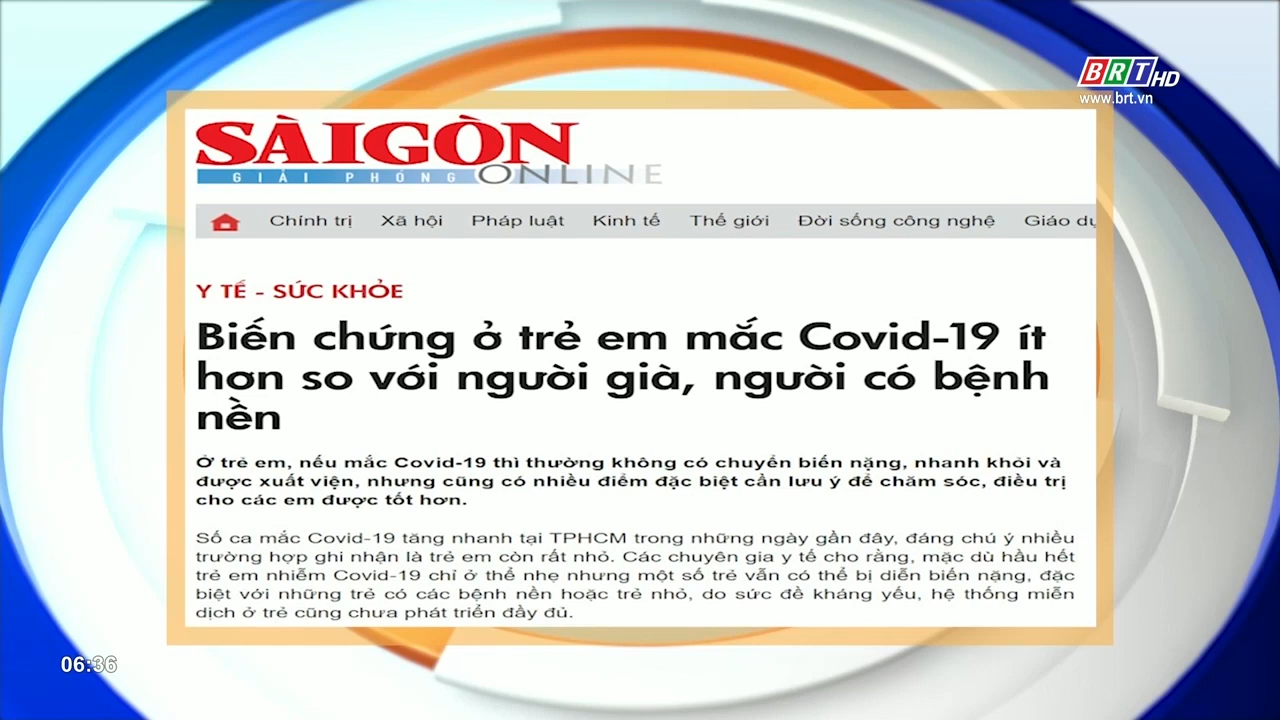 BRT HD
www.brt.vn
SÀI GÒN
GIẢI PHÓNG ONLINE
Chính trị Xã hội Pháp luật Kinh tế Thế giới Đời sống công nghệ Giáo dụ
Y TẾ - SỨC KHỎE
Biến chứng ở trẻ em mắc Covid-19 ít
hơn so với người già, người có bệnh
nền
Ở trẻ em, nếu mắc Covid-19 thì thường không có chuyển biến nặng, nhanh khỏi và
được xuất viện, nhưng cũng có nhiều điểm đặc biệt cần lưu ý để chăm sóc, điều trị
cho các em được tốt hơn.
Số ca mắc Covid-19 tăng nhanh tại TPHCM trong những ngày gần đây, đáng chú ý nhiều
trường hợp ghi nhận là trẻ em còn rất nhỏ. Các chuyên gia y tế cho rằng, mặc dù hầu hết
trẻ em nhiễm Covid-19 chỉ ở thể nhẹ nhưng một số trẻ vẫn có thể bị diễn biến nặng, đặc
biệt với những trẻ có các bệnh nền hoặc trẻ nhỏ, do sức đề kháng yếu, hệ thống miễn
dịch ở trẻ cũng chưa phát triển đầy đủ.
06:36